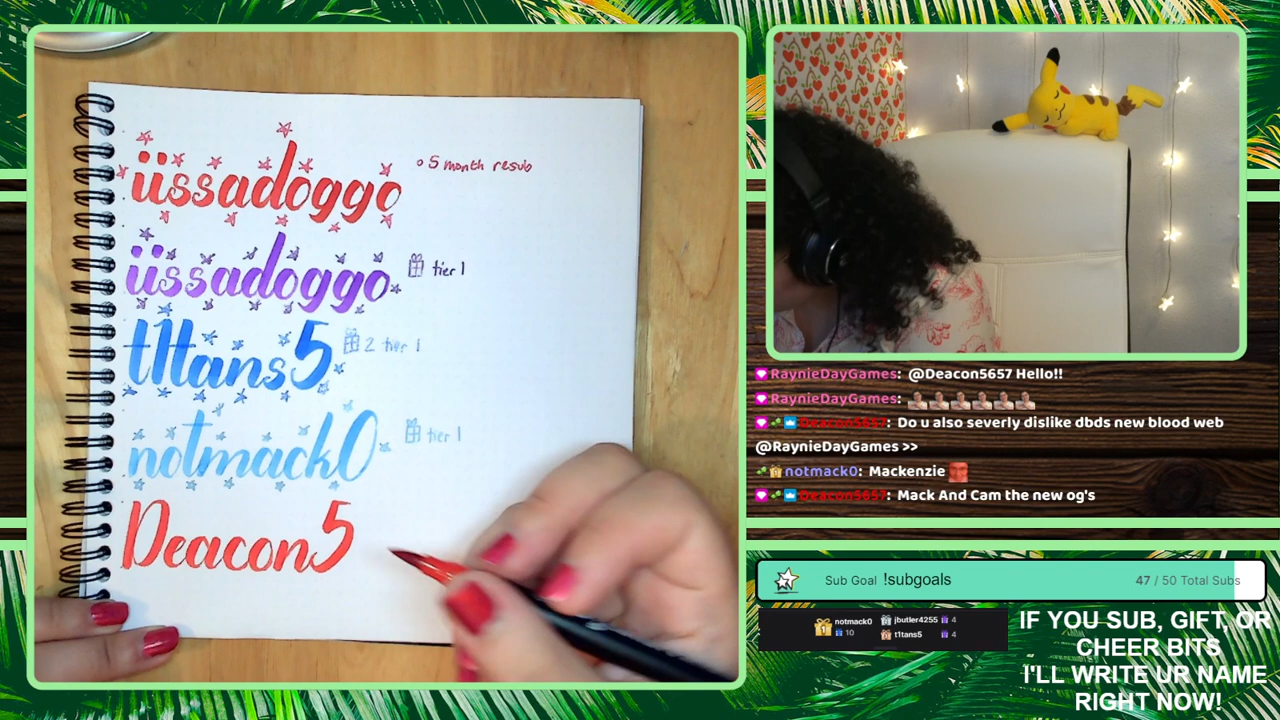 iissadoggo
5 month resub
iissadoggo
tier 1
t1tans5
2 tier 1
notmack0
tier 1
Deacon5
RaynieDayGames: @Deacon5657 Hello!!
RaynieDayGames:
Deacon5657: Do u also severly dislike dbds new blood web
@RaynieDayGames >>
notmack0: Mackenzie
Deacon5657: Mack And Cam the new og's
Sub Goal !subgoals 47 / 50 Total Subs
notmack0 10
jbutler4255 4
t1tans5 4
IF YOU SUB, GIFT, OR
CHEER BITS
I'LL WRITE UR NAME
RIGHT NOW!